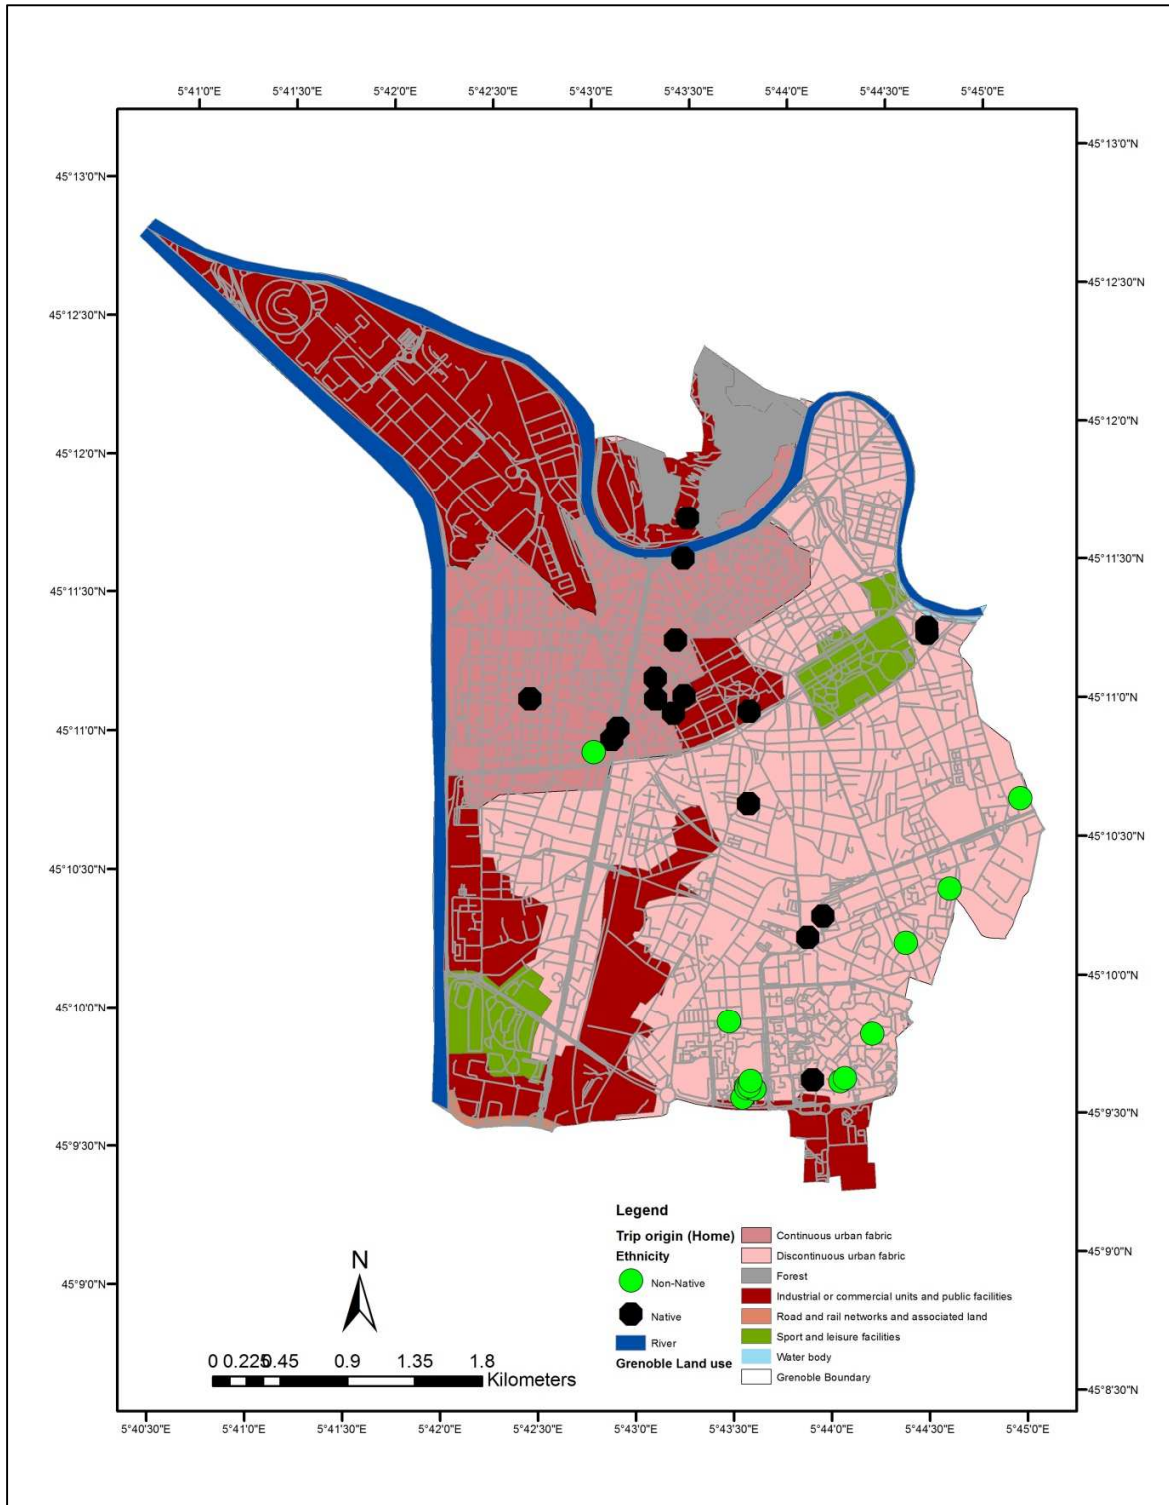 5°41'0"E 5°41'30"E 5°42'0"E 5°42'30"E 5°43'0"E 5°43'30"E 5°44'0"E 5°44'30"E 5°45'0"E
45°13'0"N
45°13'0"N
45°12'30"N
45°12'30"N
45°12'0"N
45°12'0"N
45°11'30"N
45°11'30"N
45°11'0"N
45°11'0"N
45°10'30"N
45°10'30"N
45°10'0"N
45°10'0"N
45°9'30"N
45°9'30"N
45°9'0"N
45°9'0"N
45°8'30"N
Legend
Trip origin (Home)
Ethnicity
Non-Native
Native
River
Grenoble Land use
Continuous urban fabric
Discontinuous urban fabric
Forest
Industrial or commercial units and public facilities
Road and rail networks and associated land
Sport and leisure facilities
Water body
Grenoble Boundary
N
0 0.225 0.45 0.9 1.35 1.8
Kilometers
5°40'30"E 5°41'0"E 5°41'30"E 5°42'0"E 5°42'30"E 5°43'0"E 5°43'30"E 5°44'0"E 5°44'30"E 5°45'0"E